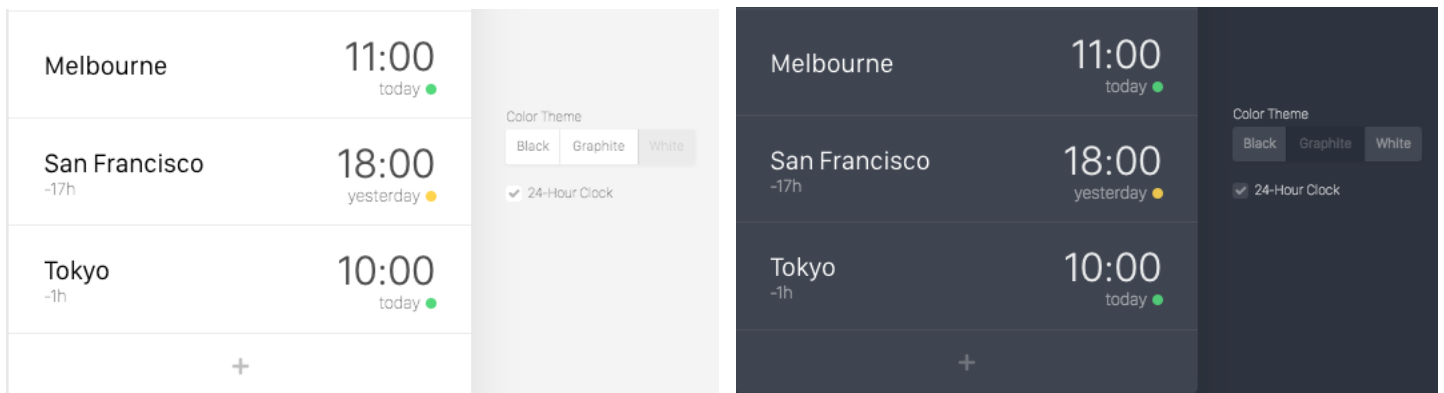 Melbourne
11:00
today
San Francisco
-17h
18:00
yesterday
Tokyo
-1h
10:00
today
+
Color Theme
Black Graphite White
24-Hour Clock
Melbourne
11:00
today
San Francisco
-17h
18:00
yesterday
Tokyo
-1h
10:00
today
+
Color Theme
Black Graphite White
24-Hour Clock